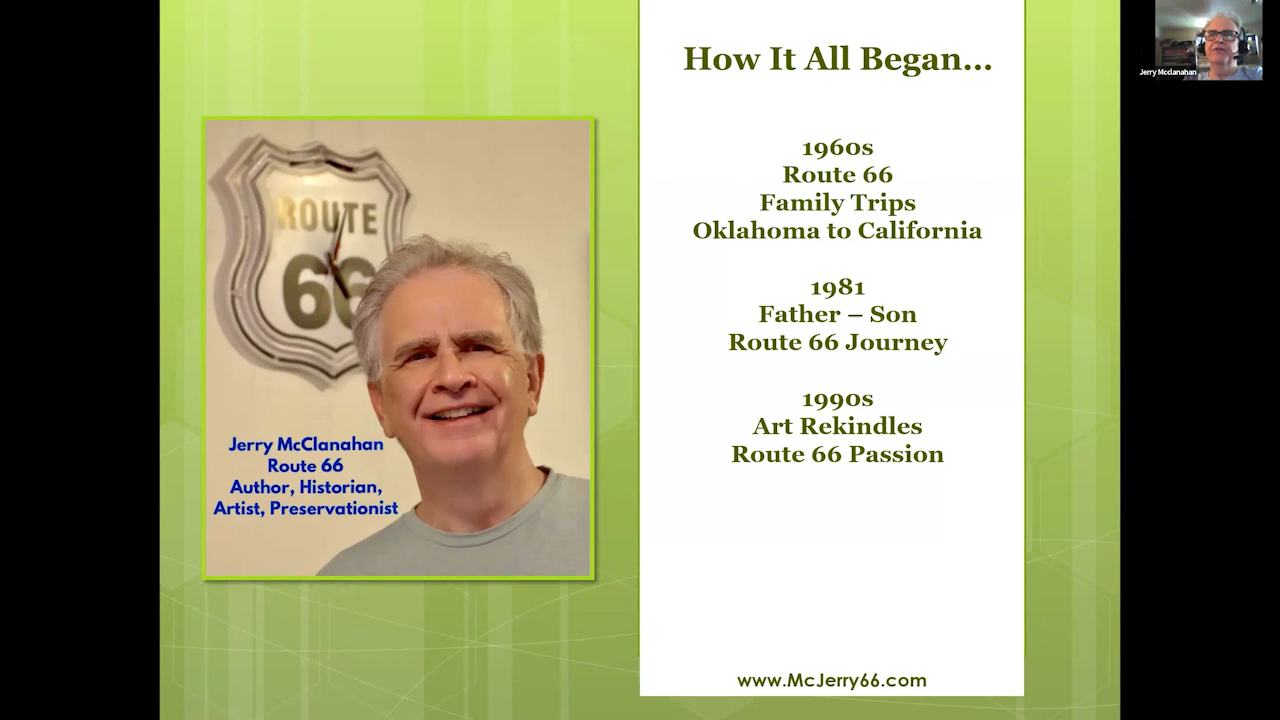 How It All Began...
Jerry Mcclanahan
1960s
Route 66
Family Trips
Oklahoma to California
1981
Father – Son
Route 66 Journey
1990s
Art Rekindles
Route 66 Passion
ROUTE
66
Jerry McClanahan
Route 66
Author, Historian,
Artist, Preservationist
www.McJerry66.com